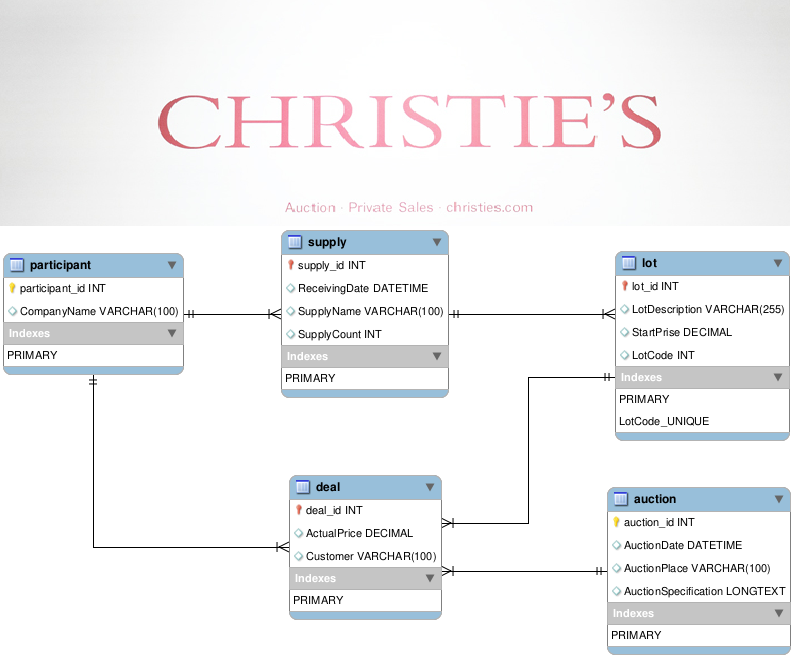 CHRISTIE'S
Auction · Private Sales · christies.com
participant
participant_id INT
CompanyName VARCHAR(100)
Indexes
PRIMARY
supply
supply_id INT
ReceivingDate DATETIME
SupplyName VARCHAR(100)
SupplyCount INT
Indexes
PRIMARY
lot
lot_id INT
LotDescription VARCHAR(255)
StartPrise DECIMAL
LotCode INT
Indexes
PRIMARY
LotCode_UNIQUE
deal
deal_id INT
ActualPrice DECIMAL
Customer VARCHAR(100)
Indexes
PRIMARY
auction
auction_id INT
AuctionDate DATETIME
AuctionPlace VARCHAR(100)
AuctionSpecification LONGTEXT
Indexes
PRIMARY